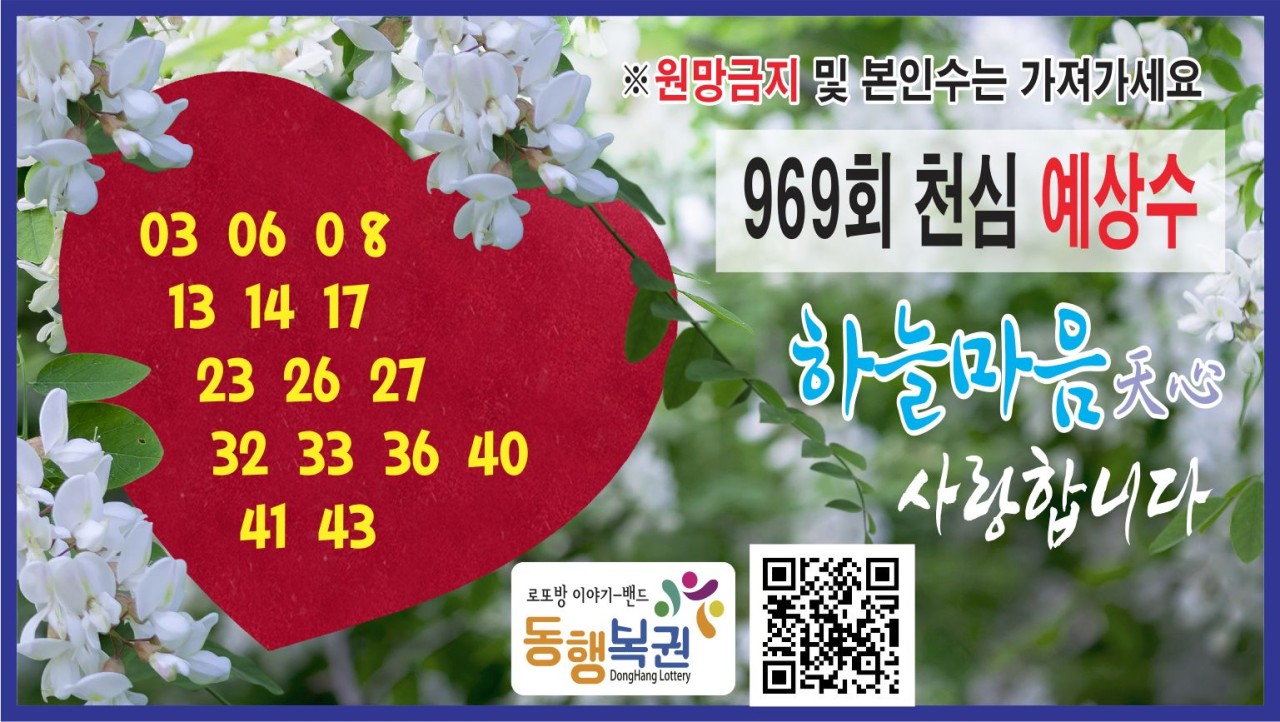 ※원망금지 및 본인수는 가져가세요
969회 천심 예상수
03 06 08
13 14 17
23 26 27
32 33 36 40
41 43
하늘마음天心
사랑합니다
로또방 이야기-밴드
동행복권
DongHang Lottery